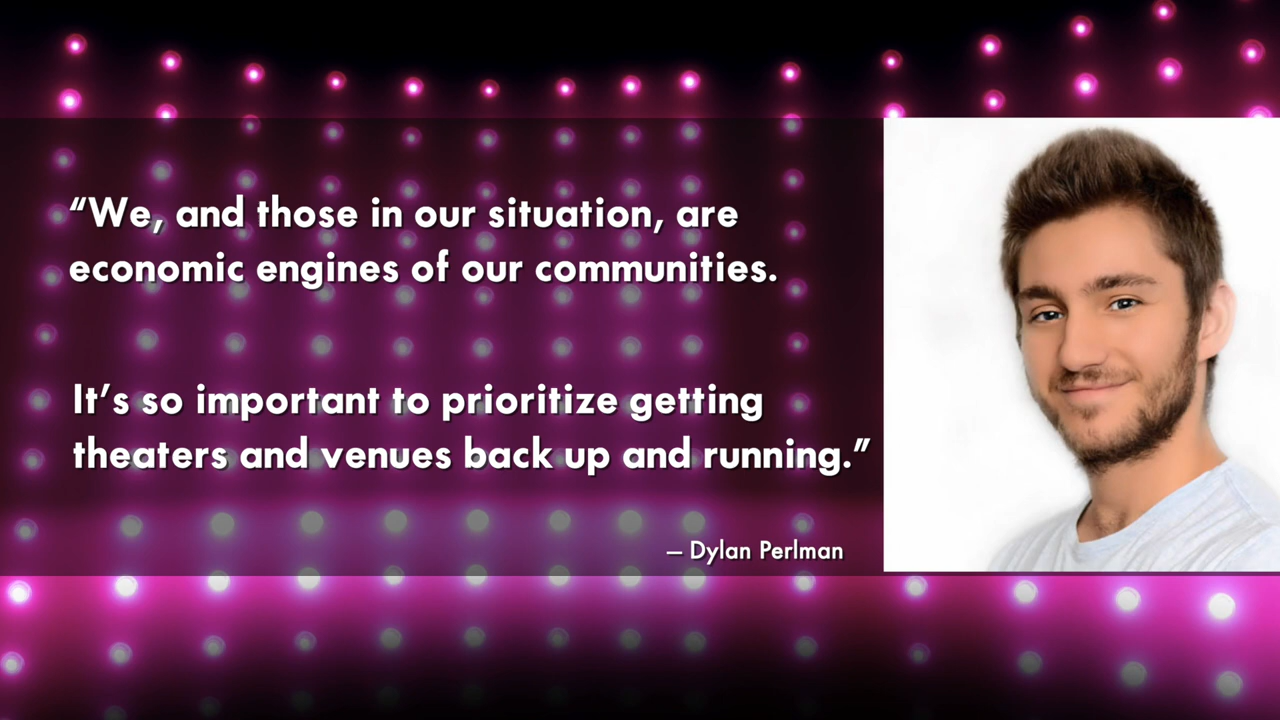 “We, and those in our situation, are
economic engines of our communities.
It’s so important to prioritize getting
theaters and venues back up and running.”
– Dylan Perlman